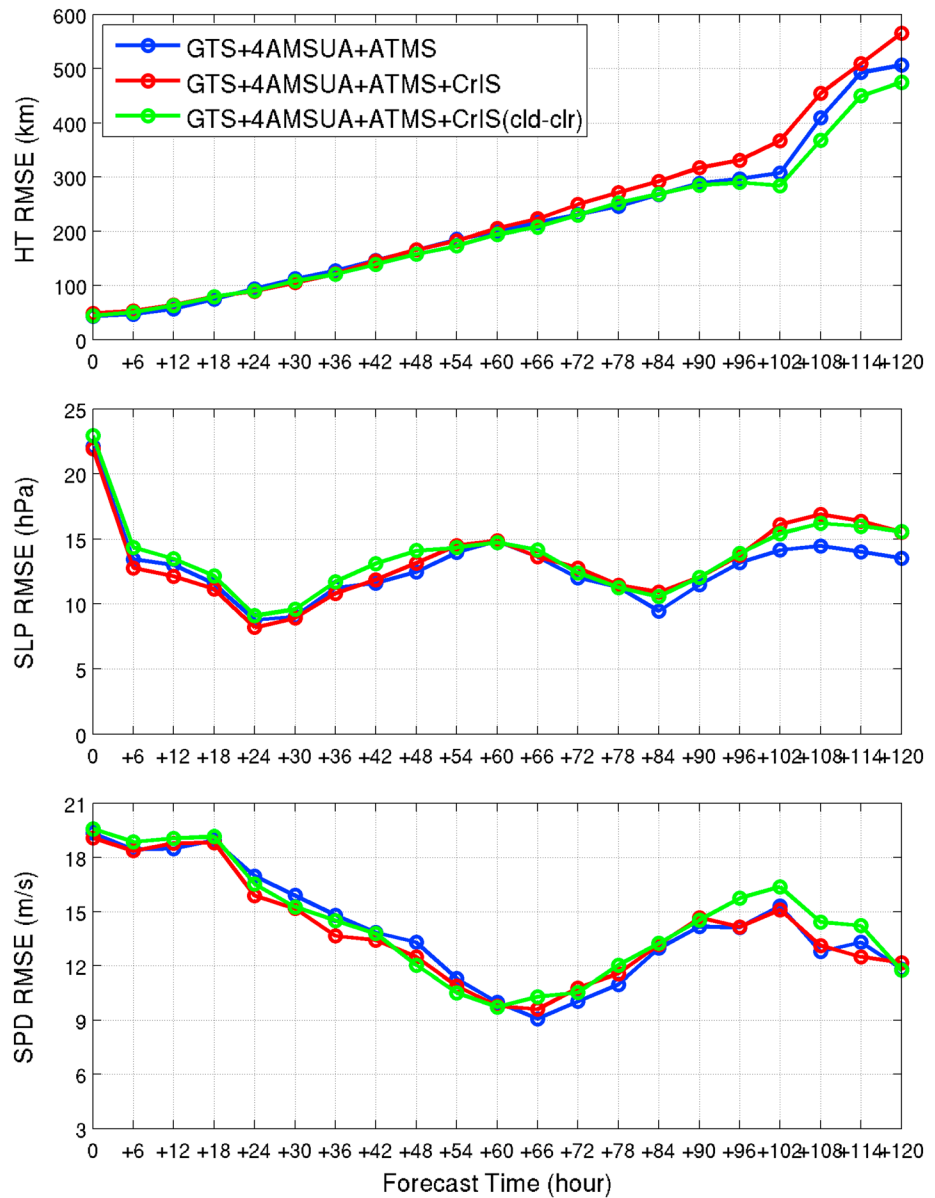 600
500
400
300
200
100
0
HT RMSE (km)
GTS+4AMSUA+ATMS
GTS+4AMSUA+ATMS+CrIS
GTS+4AMSUA+ATMS+CrIS(cld-clr)
0 +6 +12 +18 +24 +30 +36 +42 +48 +54 +60 +66 +72 +78 +84 +90 +96 +102 +108 +114 +120
25
20
15
10
5
0
SLP RMSE (hPa)
0 +6 +12 +18 +24 +30 +36 +42 +48 +54 +60 +66 +72 +78 +84 +90 +96 +102 +108 +114 +120
21
18
15
12
9
6
3
SPD RMSE (m/s)
0 +6 +12 +18 +24 +30 +36 +42 +48 +54 +60 +66 +72 +78 +84 +90 +96 +102 +108 +114 +120
Forecast Time (hour)